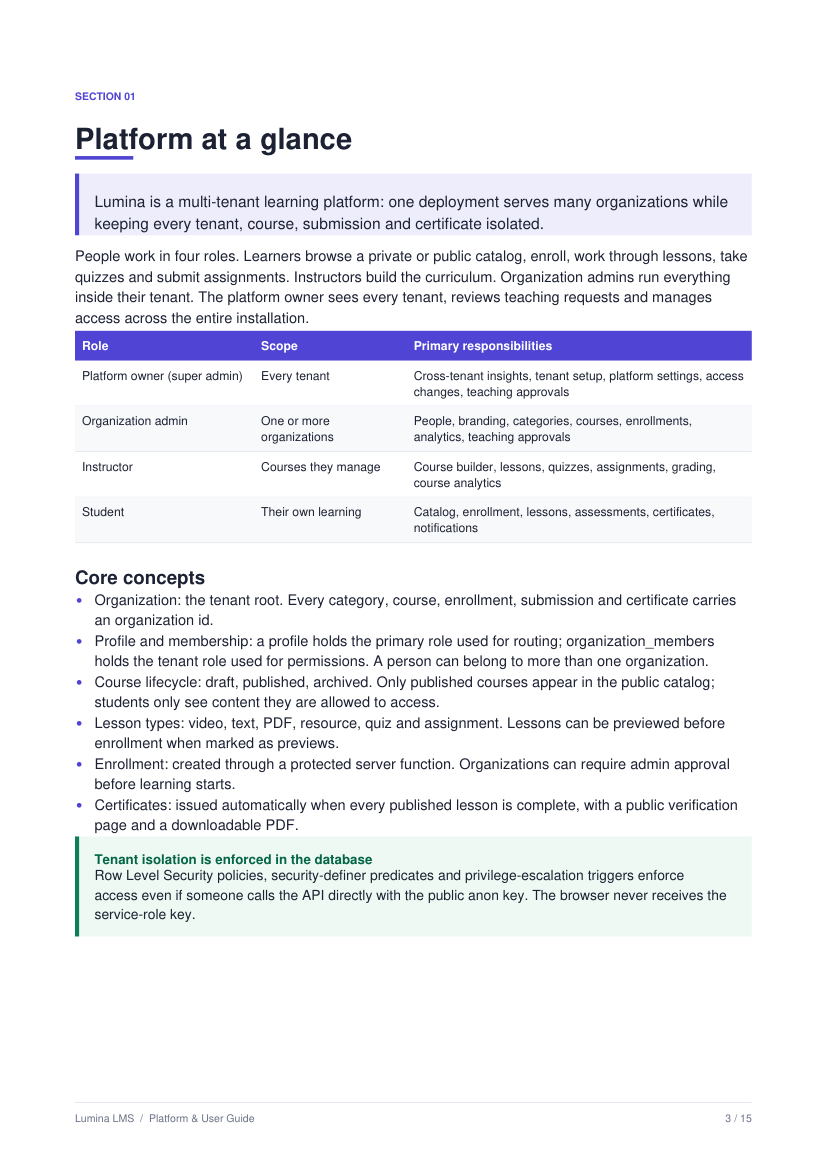 SECTION 01
Platform at a glance
Lumina is a multi-tenant learning platform: one deployment serves many organizations while
keeping every tenant, course, submission and certificate isolated.
People work in four roles. Learners browse a private or public catalog, enroll, work through lessons, take
quizzes and submit assignments. Instructors build the curriculum. Organization admins run everything
inside their tenant. The platform owner sees every tenant, reviews teaching requests and manages
access across the entire installation.
Role Scope Primary responsibilities
Platform owner (super admin) Every tenant Cross-tenant insights, tenant setup, platform settings, access
changes, teaching approvals
Organization admin One or more People, branding, categories, courses, enrollments,
organizations analytics, teaching approvals
Instructor Courses they manage Course builder, lessons, quizzes, assignments, grading,
course analytics
Student Their own learning Catalog, enrollment, lessons, assessments, certificates,
notifications
Core concepts
• Organization: the tenant root. Every category, course, enrollment, submission and certificate carries
an organization id.
• Profile and membership: a profile holds the primary role used for routing; organization_members
holds the tenant role used for permissions. A person can belong to more than one organization.
• Course lifecycle: draft, published, archived. Only published courses appear in the public catalog;
students only see content they are allowed to access.
• Lesson types: video, text, PDF, resource, quiz and assignment. Lessons can be previewed before
enrollment when marked as previews.
• Enrollment: created through a protected server function. Organizations can require admin approval
before learning starts.
• Certificates: issued automatically when every published lesson is complete, with a public verification
page and a downloadable PDF.
Tenant isolation is enforced in the database
Row Level Security policies, security-definer predicates and privilege-escalation triggers enforce
access even if someone calls the API directly with the public anon key. The browser never receives the
service-role key.
Lumina LMS / Platform & User Guide 3 / 15